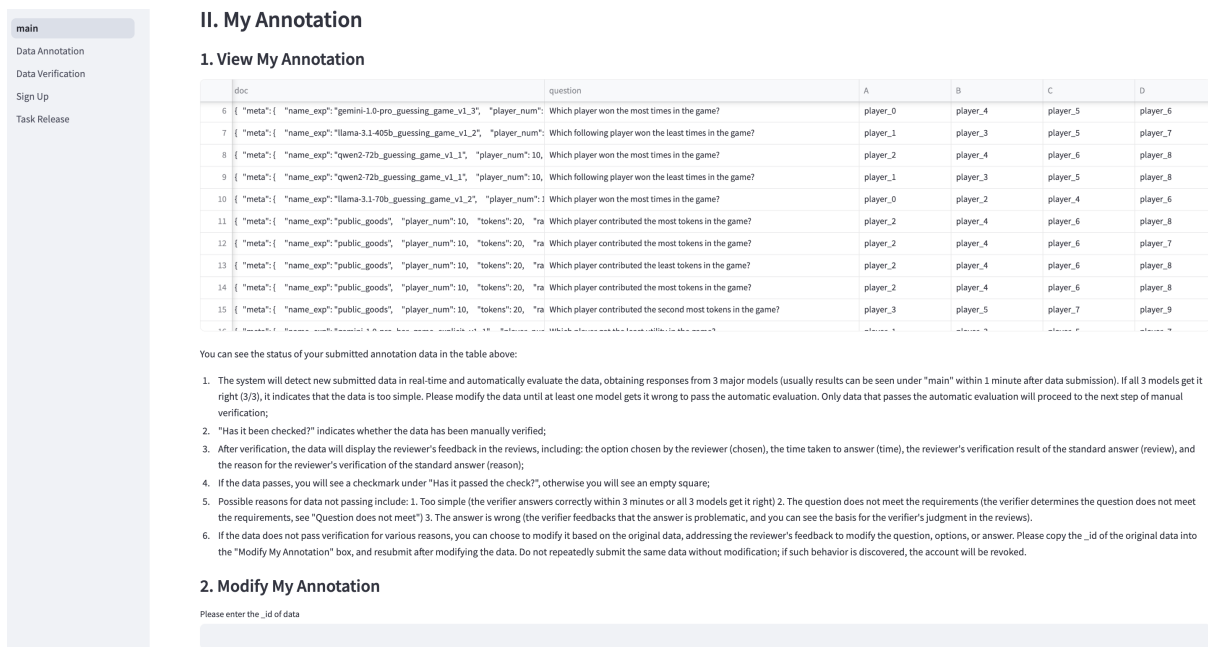 main
Data Annotation
Data Verification
Sign Up
Task Release
II. My Annotation
1. View My Annotation
doc question A B C D
6 { "meta": { "name_exp": "gemini-1.0-pro_guessing_game_v1_3", "player_num": Which player won the most times in the game? player_0 player_4 player_5 player_6
7 { "meta": { "name_exp": "llama-3.1-405b_guessing_game_v1_2", "player_num": Which following player won the least times in the game? player_1 player_3 player_5 player_7
8 { "meta": { "name_exp": "qwen2-72b_guessing_game_v1_1", "player_num": 10, Which player won the most times in the game? player_2 player_4 player_6 player_8
9 { "meta": { "name_exp": "qwen2-72b_guessing_game_v1_1", "player_num": 10, Which following player won the least times in the game? player_1 player_3 player_5 player_8
10 { "meta": { "name_exp": "llama-3.1-70b_guessing_game_v1_2", "player_num": 1 Which player won the most times in the game? player_0 player_2 player_4 player_6
11 { "meta": { "name_exp": "public_goods", "player_num": 10, "tokens": 20, "ra Which player contributed the most tokens in the game? player_2 player_4 player_6 player_8
12 { "meta": { "name_exp": "public_goods", "player_num": 10, "tokens": 20, "ra Which player contributed the most tokens in the game? player_2 player_4 player_6 player_7
13 { "meta": { "name_exp": "public_goods", "player_num": 10, "tokens": 20, "ra Which player contributed the least tokens in the game? player_2 player_4 player_6 player_8
14 { "meta": { "name_exp": "public_goods", "player_num": 10, "tokens": 20, "ra Which player contributed the most tokens in the game? player_2 player_4 player_6 player_8
15 { "meta": { "name_exp": "public_goods", "player_num": 10, "tokens": 20, "ra Which player contributed the second most tokens in the game? player_3 player_5 player_7 player_9
You can see the status of your submitted annotation data in the table above:
1. The system will detect new submitted data in real-time and automatically evaluate the data, obtaining responses from 3 major models (usually results can be seen under "main" within 1 minute after data submission). If all 3 models get it
right (3/3), it indicates that the data is too simple. Please modify the data until at least one model gets it wrong to pass the automatic evaluation. Only data that passes the automatic evaluation will proceed to the next step of manual
verification;
2. "Has it been checked?" indicates whether the data has been manually verified;
3. After verification, the data will display the reviewer's feedback in the reviews, including: the option chosen by the reviewer (chosen), the time taken to answer (time), the reviewer's verification result of the standard answer (review), and
the reason for the reviewer's verification of the standard answer (reason);
4. If the data passes, you will see a checkmark under "Has it passed the check?", otherwise you will see an empty square;
5. Possible reasons for data not passing include: 1. Too simple (the verifier answers correctly within 3 minutes or all 3 models get it right) 2. The question does not meet the requirements (the verifier determines the question does not meet
the requirements, see "Question does not meet") 3. The answer is wrong (the verifier feedbacks that the answer is problematic, and you can see the basis for the verifier's judgment in the reviews).
6. If the data does not pass verification for various reasons, you can choose to modify it based on the original data, addressing the reviewer's feedback to modify the question, options, or answer. Please copy the _id of the original data into
the "Modify My Annotation" box, and resubmit after modifying the data. Do not repeatedly submit the same data without modification; if such behavior is discovered, the account will be revoked.
2. Modify My Annotation
Please enter the _id of data